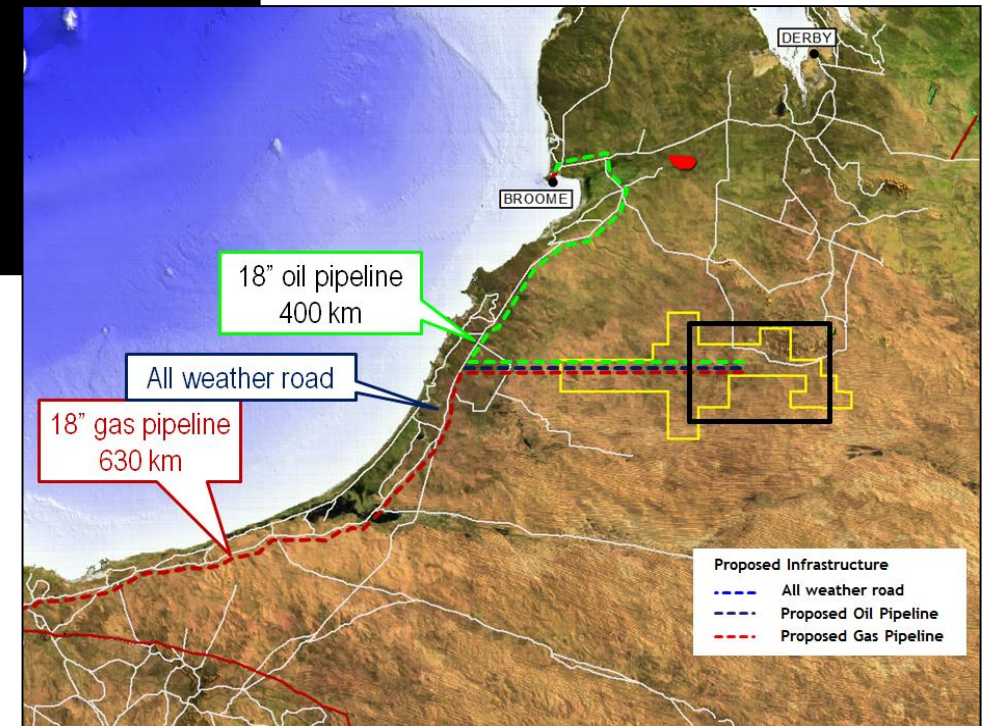 DERBY
BROOME
18” oil pipeline
400 km
All weather road
18” gas pipeline
630 km
Proposed Infrastructure
All weather road
Proposed Oil Pipeline
Proposed Gas Pipeline